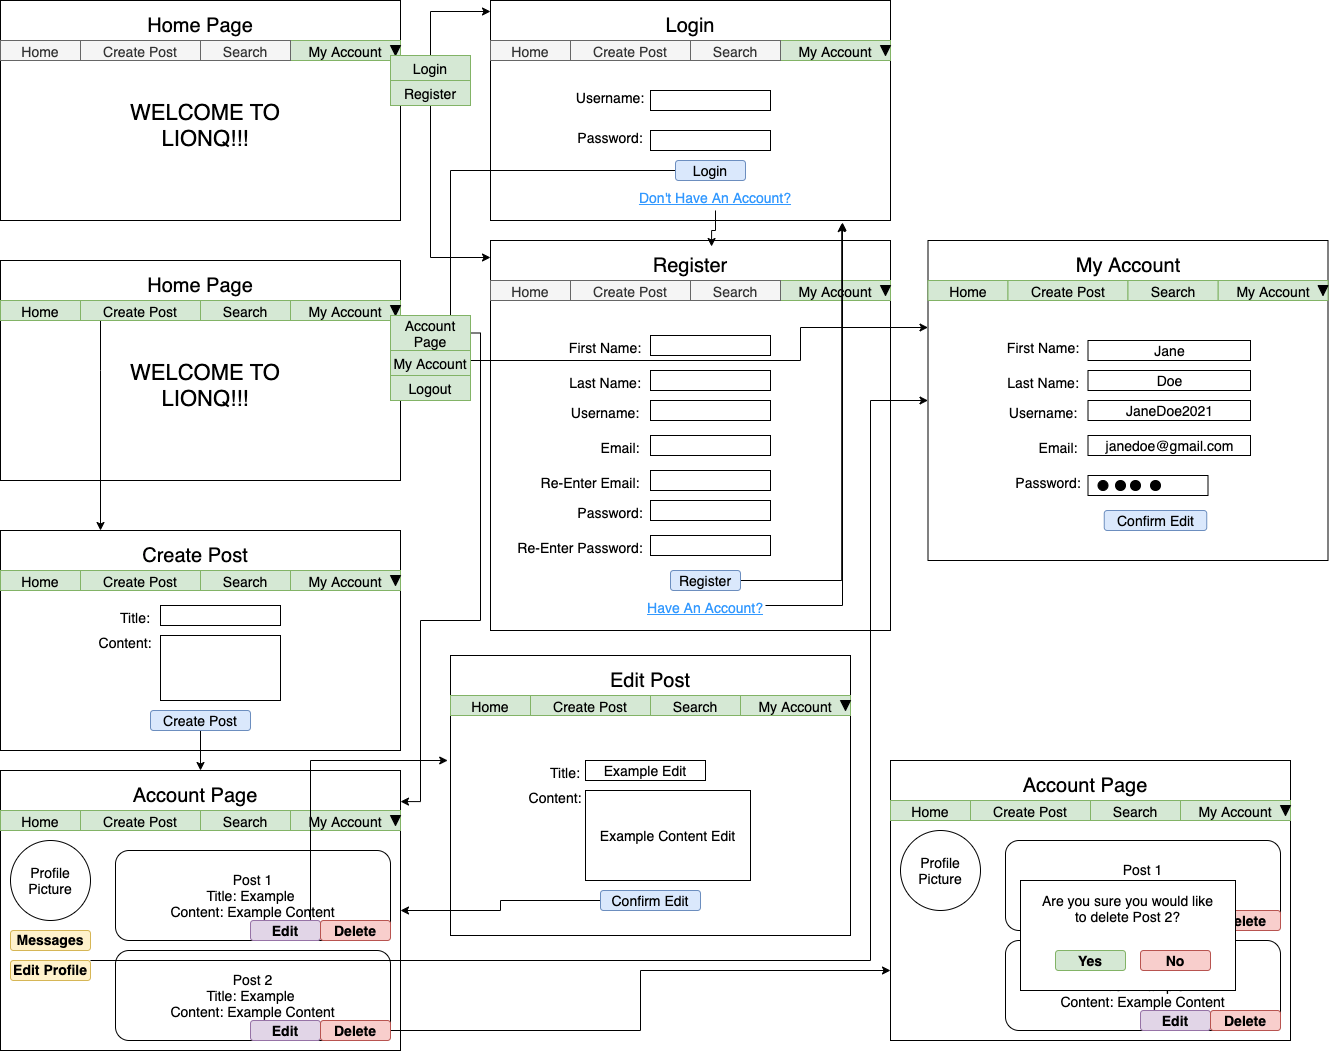 Home Page
Home
Create Post
Search
My Account
Login
Register
WELCOME TO
LIONQ!!!
Login
Home
Create Post
Search
My Account
Username:
Password:
Login
Don't Have An Account?
Home Page
Home
Create Post
Search
My Account
Account
Page
My Account
Logout
WELCOME TO
LIONQ!!!
Register
Home
Create Post
Search
My Account
First Name:
Last Name:
Username:
Email:
Re-Enter Email:
Password:
Re-Enter Password:
Register
Have An Account?
My Account
Home
Create Post
Search
My Account
First Name:
Jane
Last Name:
Doe
Username:
JaneDoe2021
Email:
janedoe@gmail.com
Password:
Confirm Edit
Create Post
Home
Create Post
Search
My Account
Title:
Content:
Create Post
Edit Post
Home
Create Post
Search
My Account
Title:
Example Edit
Content:
Example Content Edit
Confirm Edit
Account Page
Home
Create Post
Search
My Account
Profile
Picture
Messages
Edit Profile
Post 1
Title: Example
Content: Example Content
Edit
Delete
Post 2
Title: Example
Content: Example Content
Edit
Delete
Account Page
Home
Create Post
Search
My Account
Profile
Picture
Post 1
Are you sure you would like
to delete Post 2?
Yes
No
elete
Content: Example Content
Edit
Delete